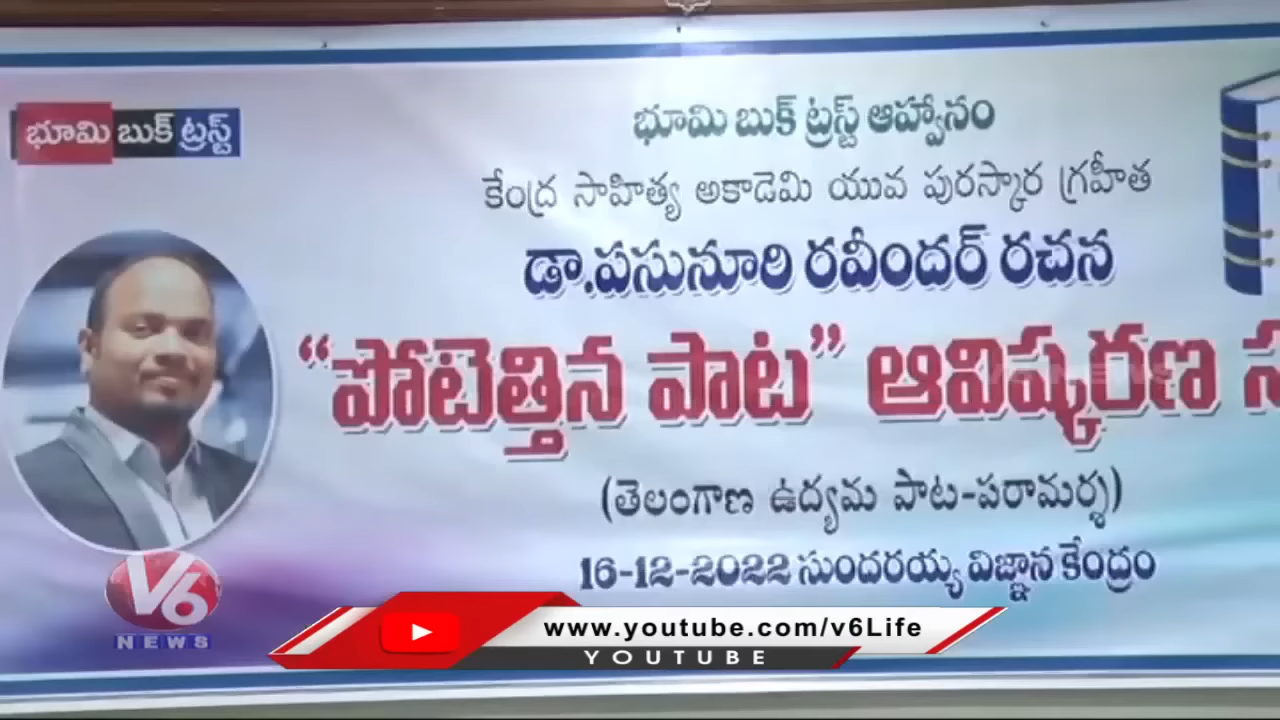 భూమి బుక్ ట్రస్ట్
భూమి బుక్ ట్రస్ట్ ఆహ్వానం
కేంద్ర సాహిత్య అకాడెమి యువ పురస్కార గ్రహీత
డా.పసునూరి రవీందర్ రచన
"పోటెత్తిన పాట" ఆవిష్కరణ
(తెలంగాణ ఉద్యమ పాట-పరామర్శ)
16-12-2022 సుందరయ్య విజ్ఞాన కేంద్రం
V6
NEWS
www.youtube.com/v6Life
YOUTUBE